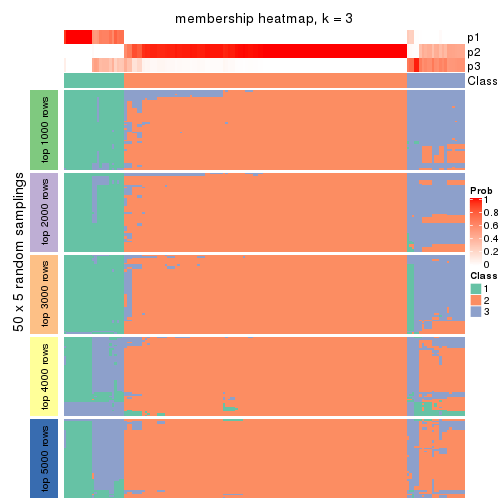 membership heatmap, k = 3
p1
p2
p3
Class
50 x 5 random samplings
top 1000 rows
top 2000 rows
top 3000 rows
top 4000 rows
top 5000 rows
Prob
1
0.8
0.6
0.4
0.2
0
Class
1
2
3